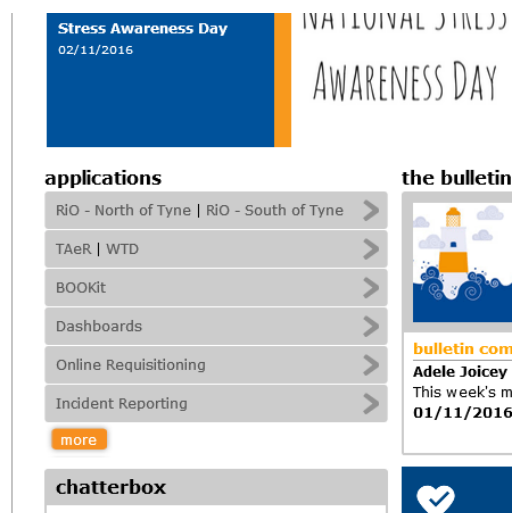 Stress Awareness Day
02/11/2016
NATIONAL STRESS
AWARENESS DAY
applications
RiO - North of Tyne | RiO - South of Tyne
TAeR | WTD
BOOKit
Dashboards
Online Requisitioning
Incident Reporting
more
chatterbox
the bulletin
bulletin com
Adele Joicey
This week's m
01/11/2016